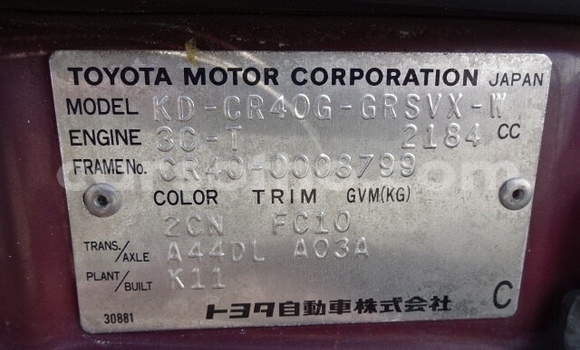 TOYOTA MOTOR CORPORATION JAPAN
MODEL KD-CR40G-GRSVX-W
ENGINE 3C-T 2184 CC
FRAME No. CR40-0008799
COLOR TRIM GVM(KG)
2CN FC10
TRANS./AXLE A44DL A03A
PLANT/BUILT K11
30881 トヨタ自動車株式会社 C